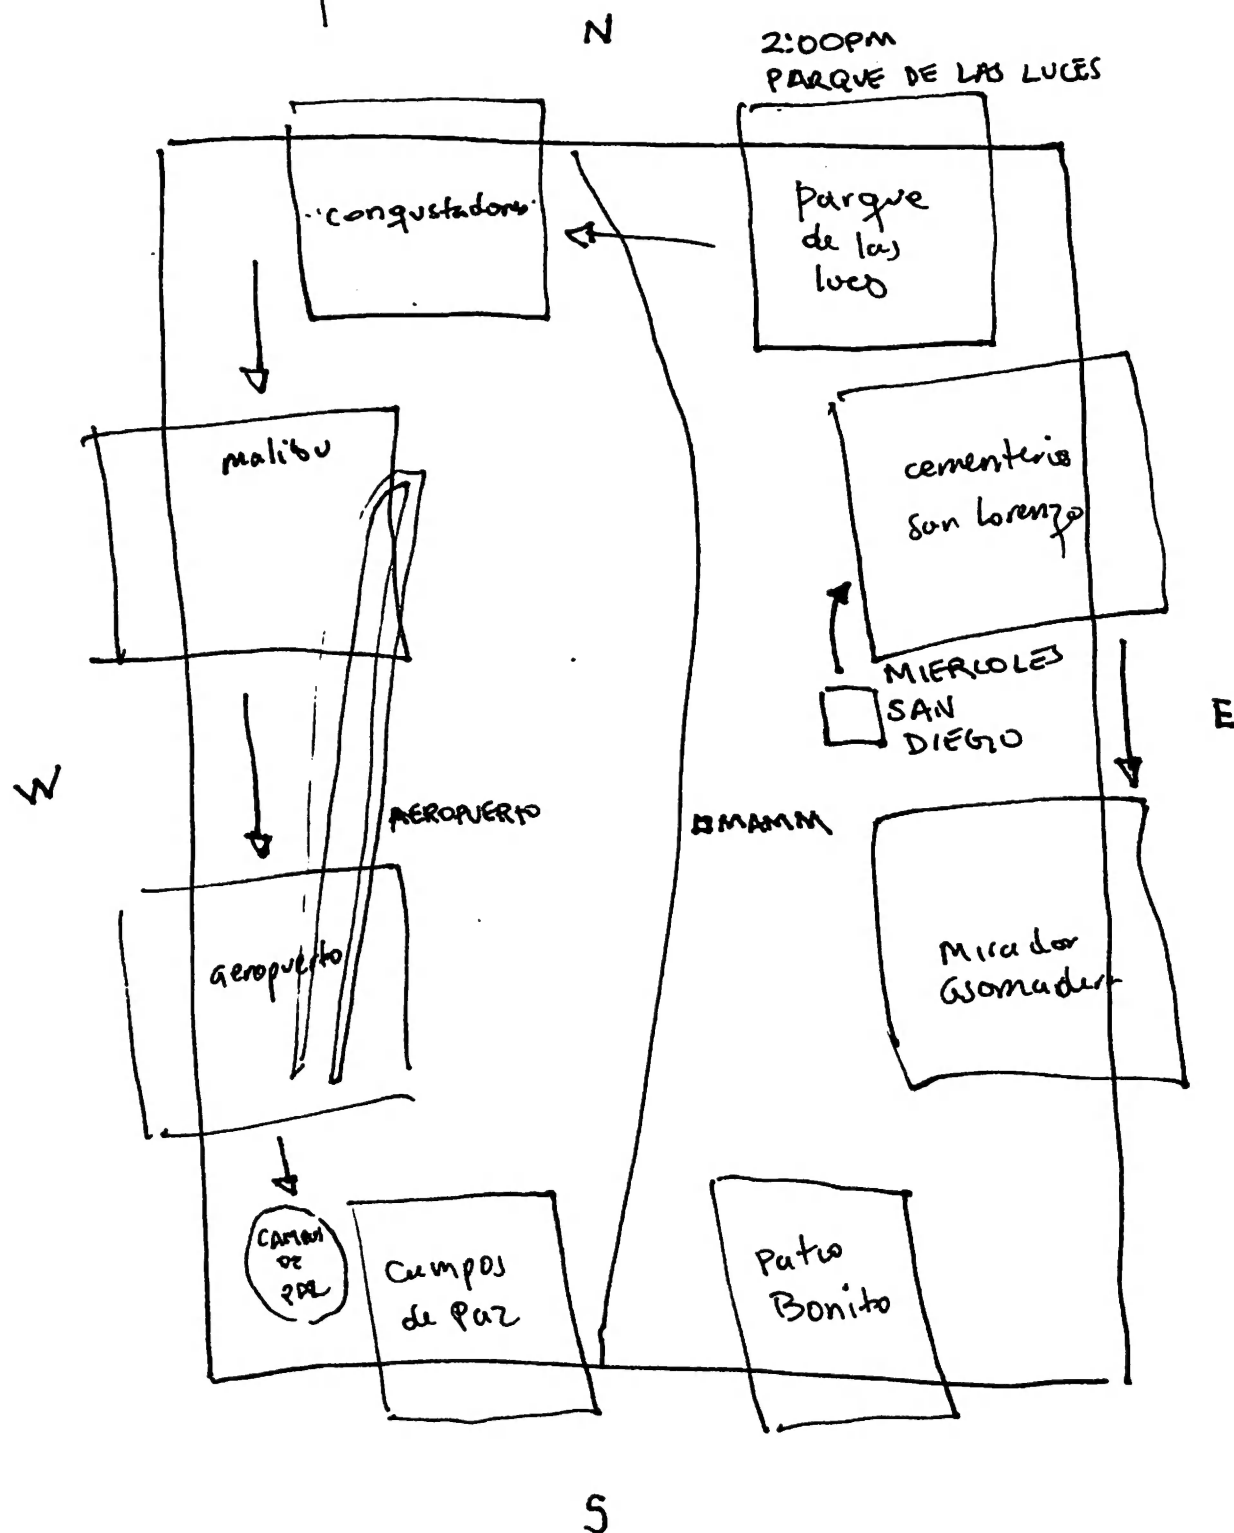 N
2:00PM
PARQUE DE LAS LUCES
conqustadores
parque
de las
luces
malibu
cementerio
san Lorenzo
MIERCOLES
SAN
DIEGO
E
W
AEROPUERTO
MAMM
aeropuerto
Mirador
asomadera
CAMPOS
DE
PAZ
Campos
de Paz
Patio
Bonito
S